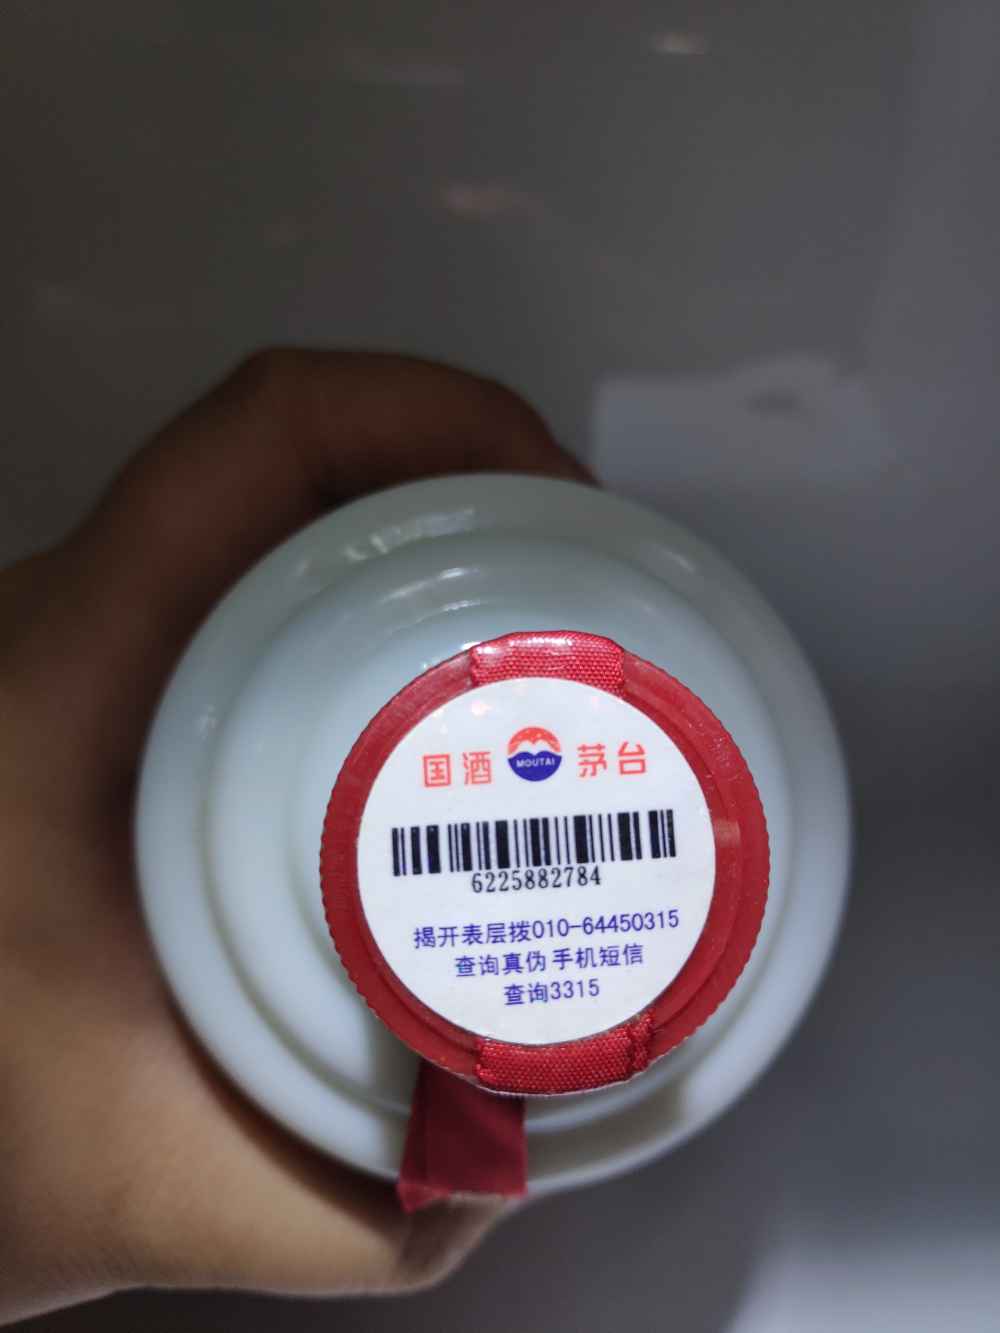 国酒 MOUTAI 茅台
6225882784
揭开表层拨010-64450315
查询真伪 手机短信
查询3315